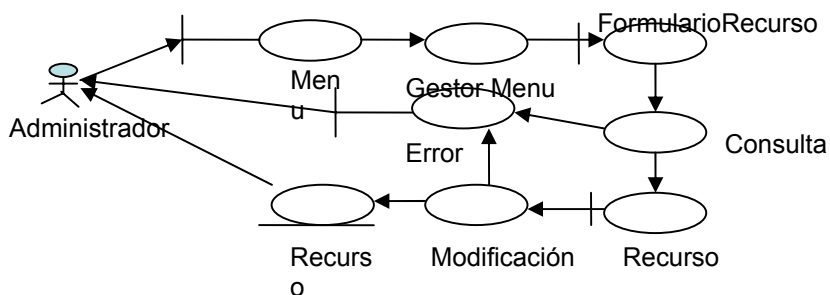 FormularioRecurso
Men
u
Gestor Menu
Administrador
Error
Consulta
Recurs
o
Modificación
Recurso